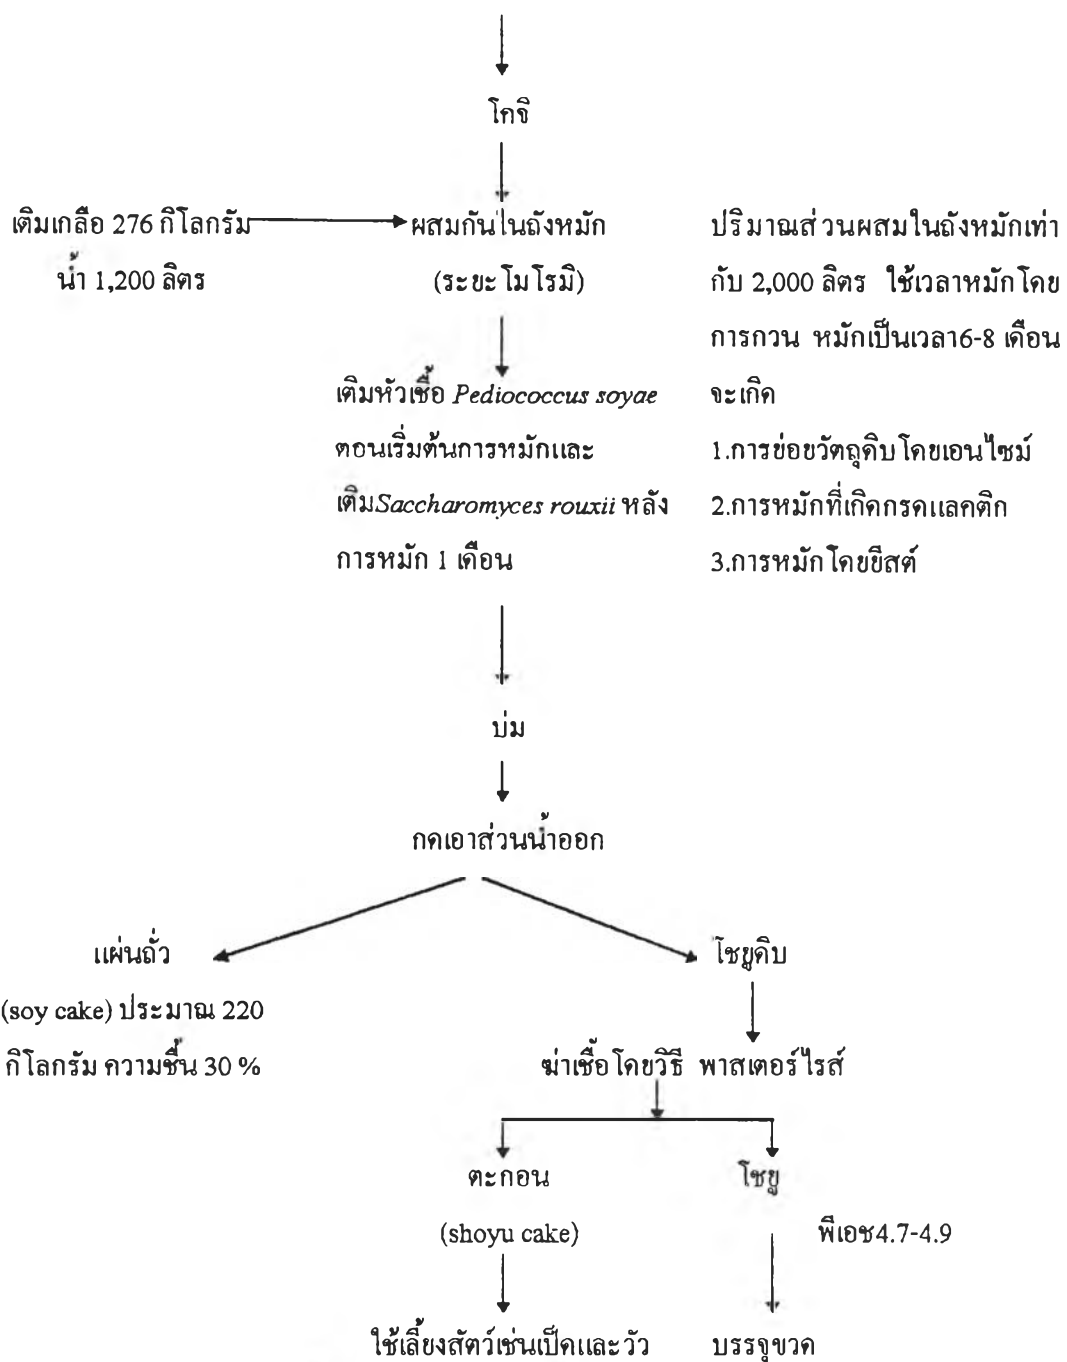 โคจิ
เติมเกลือ 276 กิโลกรัม
น้ำ 1,200 ลิตร
ผสมกันในถังหมัก
(ระยะโมโรมิ)
ปริมาณส่วนผสมในถังหมักเท่า
กับ 2,000 ลิตร ใช้เวลาหมักโดย
การกวน หมักเป็นเวลา6-8 เดือน
จะเกิด
1.การย่อยวัตถุดิบโดยเอนไซม์
2.การหมักที่เกิดกรดแลคติก
3.การหมักโดยยีสต์
เติมหัวเชื้อ Pediococcus soyae
ตอนเริ่มต้นการหมักและ
เติมSaccharomyces rouxii หลัง
การหมัก 1 เดือน
บ่ม
กดเอาส่วนน้ำออก
แผ่นถั่ว
(soy cake) ประมาณ 220
กิโลกรัม ความชื้น 30 %
โชยูดิบ
ฆ่าเชื้อโดยวิธี พาสเตอร์ไรส์
ตะกอน
(shoyu cake)
โชยู
พีเอช4.7-4.9
ใช้เลี้ยงสัตว์เช่นเป็ดและวัว
บรรจุขวด